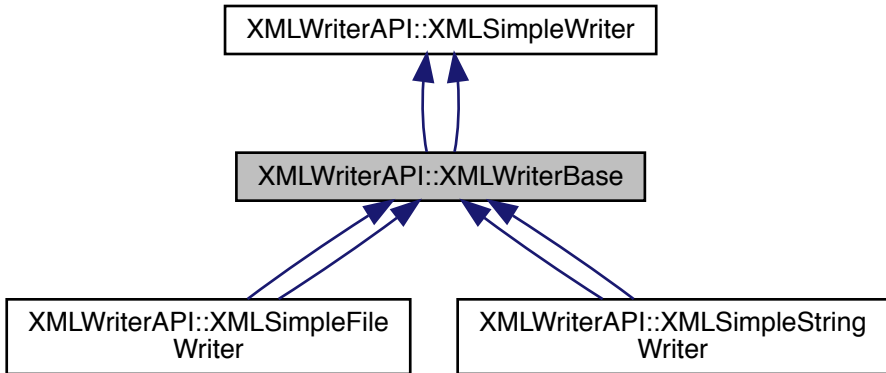 XMLWriterAPI::XMLSimpleWriter
XMLWriterAPI::XMLWriterBase
XMLWriterAPI::XMLSimpleFile
Writer
XMLWriterAPI::XMLSimpleString
Writer